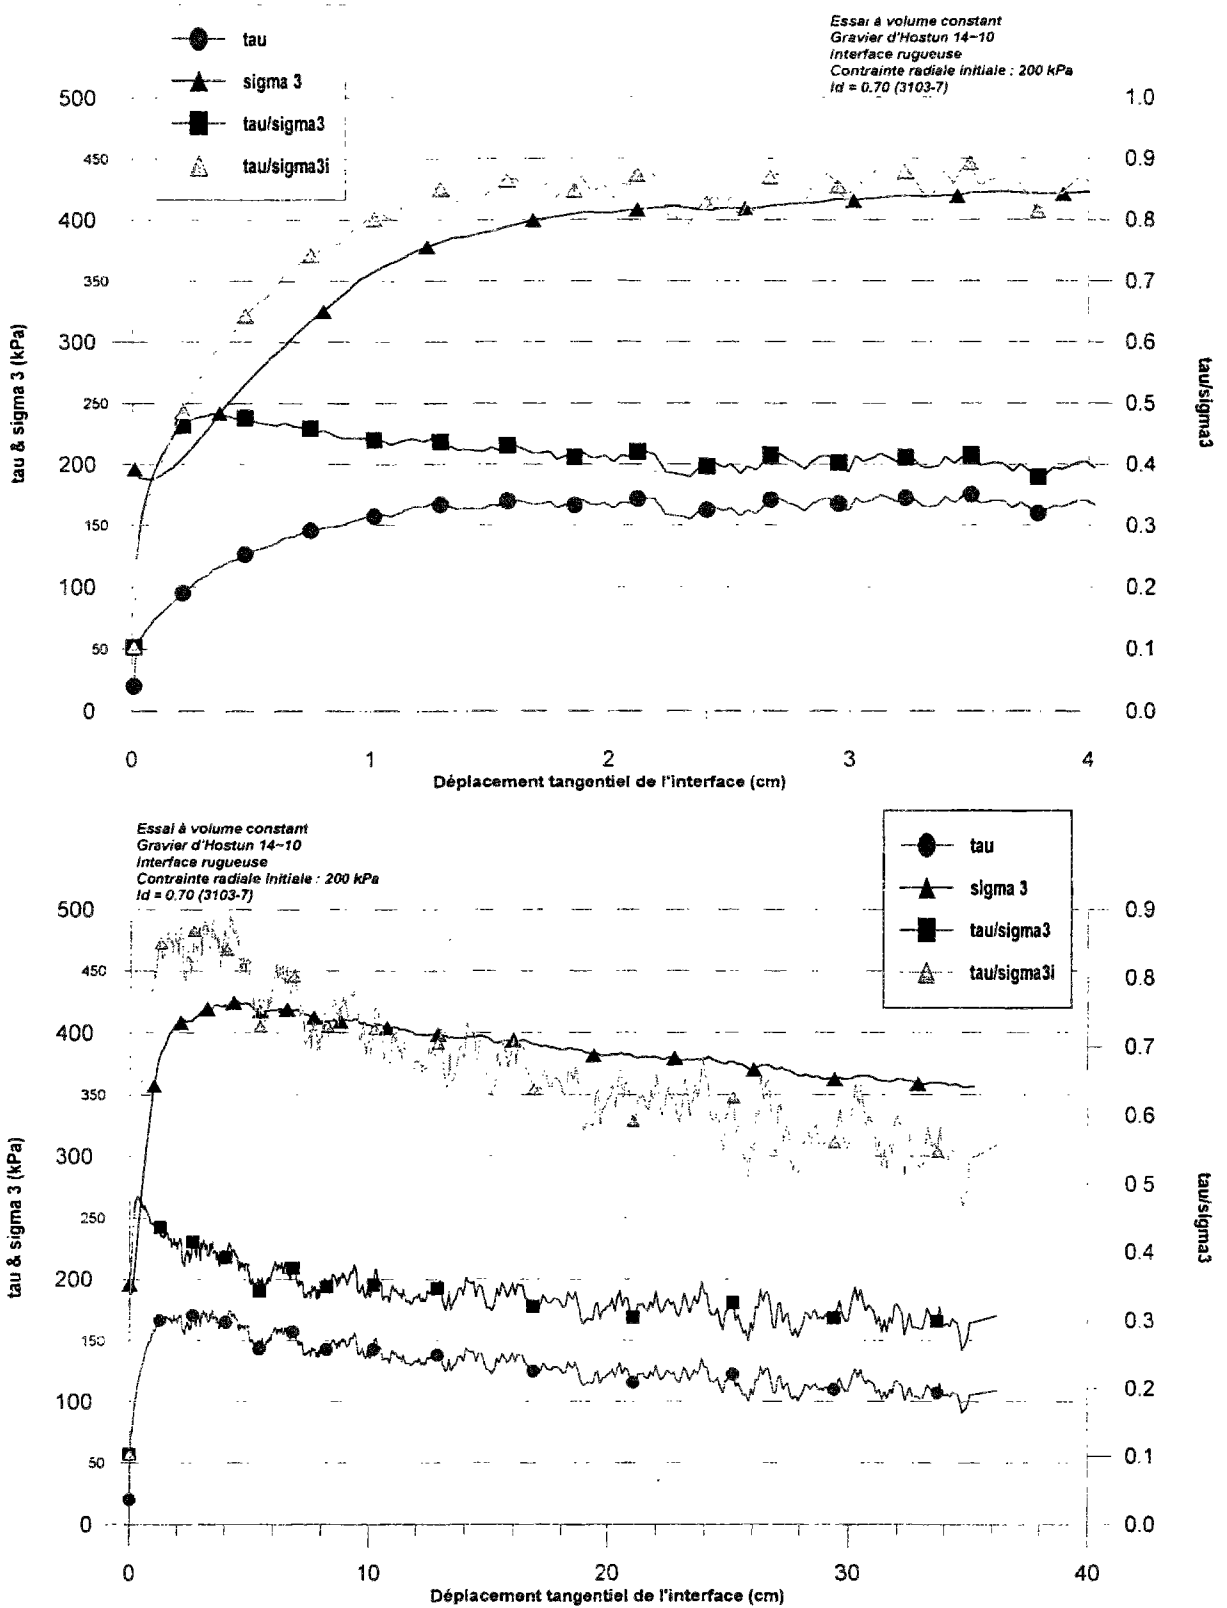 tau
sigma 3
tau/sigma3
tau/sigma3i
Essai à volume constant
Gravier d'Hostun 14~10
Interface rugueuse
Contrainte radiale initiale : 200 kPa
Id = 0.70 (3103-7)
500
450
400
350
300
250
200
150
100
50
0
tau & sigma 3 (kPa)
1.0
0.9
0.8
0.7
0.6
0.5
0.4
0.3
0.2
0.1
0.0
tau/sigma3
0 1 2 3 4
Déplacement tangentiel de l'interface (cm)
Essai à volume constant
Gravier d'Hostun 14~10
Interface rugueuse
Contrainte radiale initiale : 200 kPa
Id = 0.70 (3103-7)
tau
sigma 3
tau/sigma3
tau/sigma3i
500
450
400
350
300
250
200
150
100
50
0
tau & sigma 3 (kPa)
0.9
0.8
0.7
0.6
0.5
0.4
0.3
0.2
0.1
0.0
tau/sigma3
0 10 20 30 40
Déplacement tangentiel de l'interface (cm)